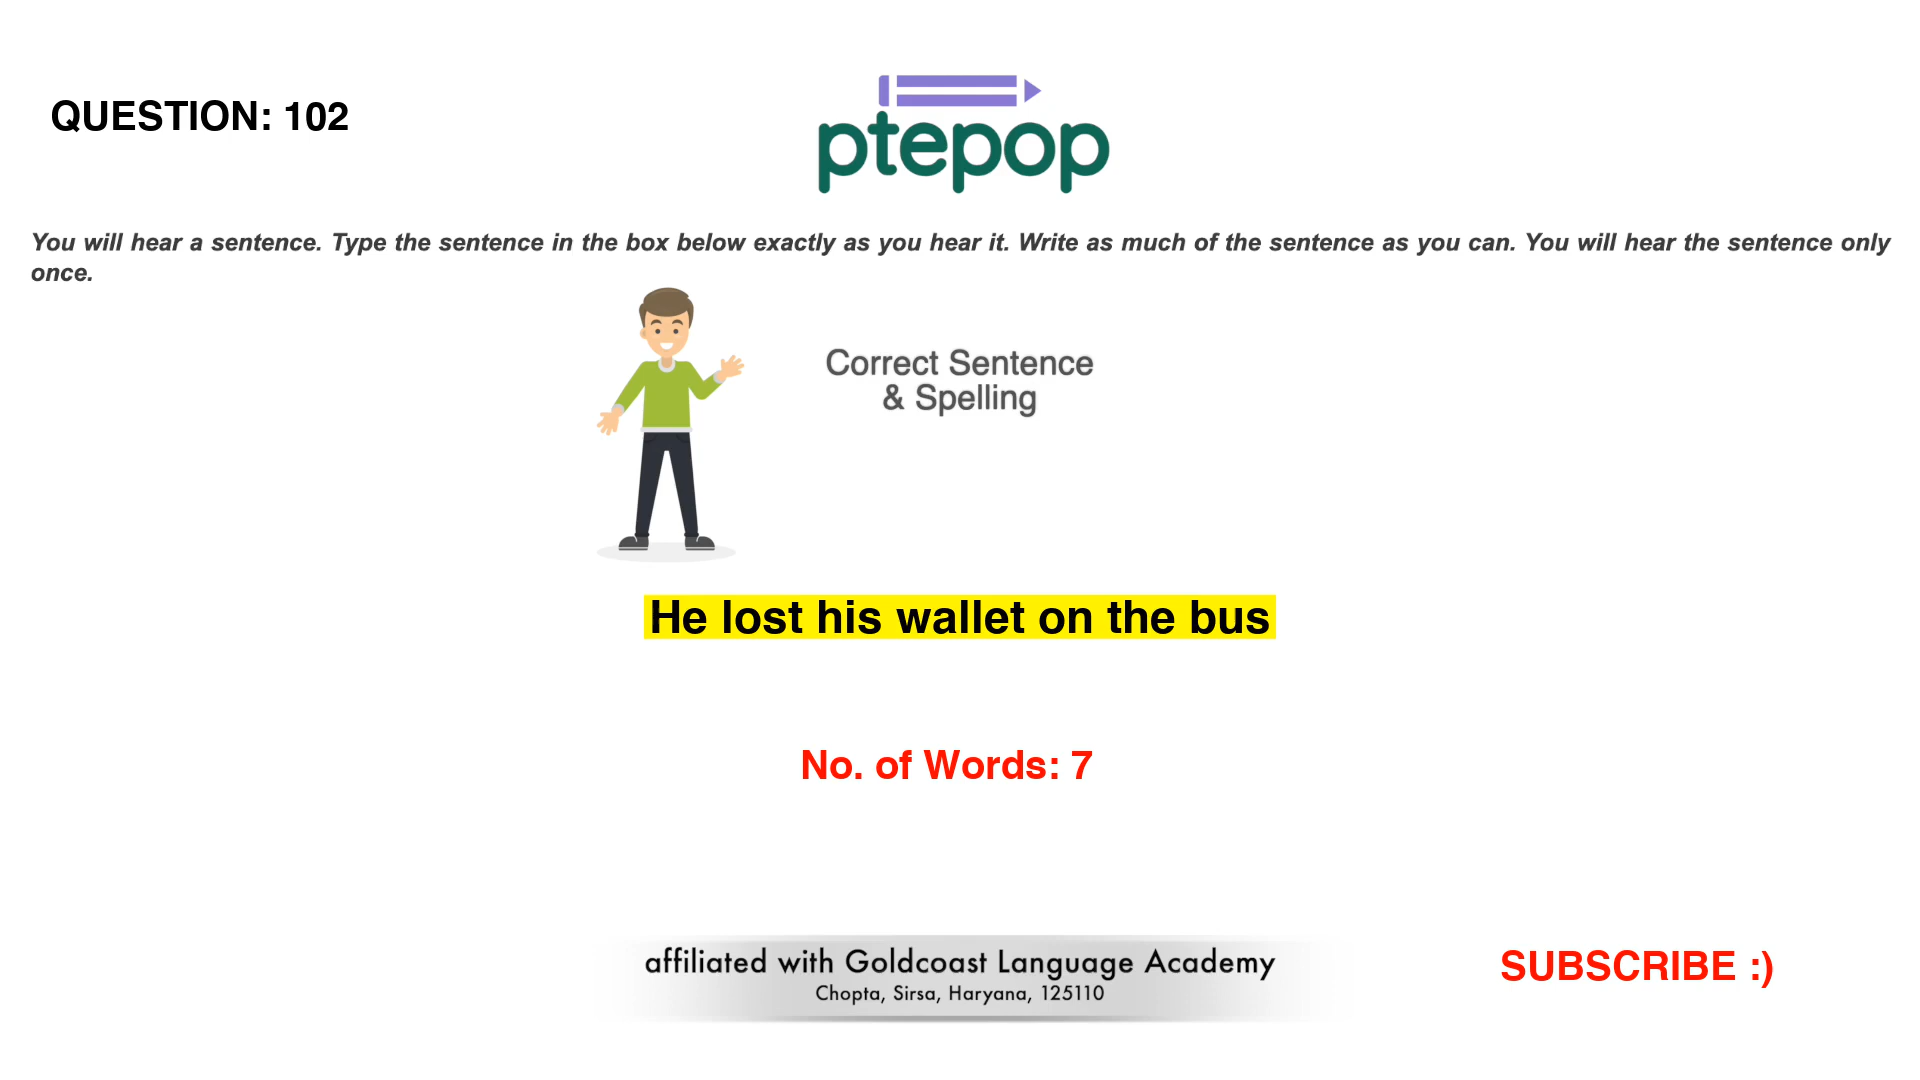 QUESTION: 102
ptepop
You will hear a sentence. Type the sentence in the box below exactly as you hear it. Write as much of the sentence as you can. You will hear the sentence only
once.
Correct Sentence
& Spelling
He lost his wallet on the bus
No. of Words: 7
affiliated with Goldcoast Language Academy
Chopta, Sirsa, Haryana, 125110
SUBSCRIBE :)